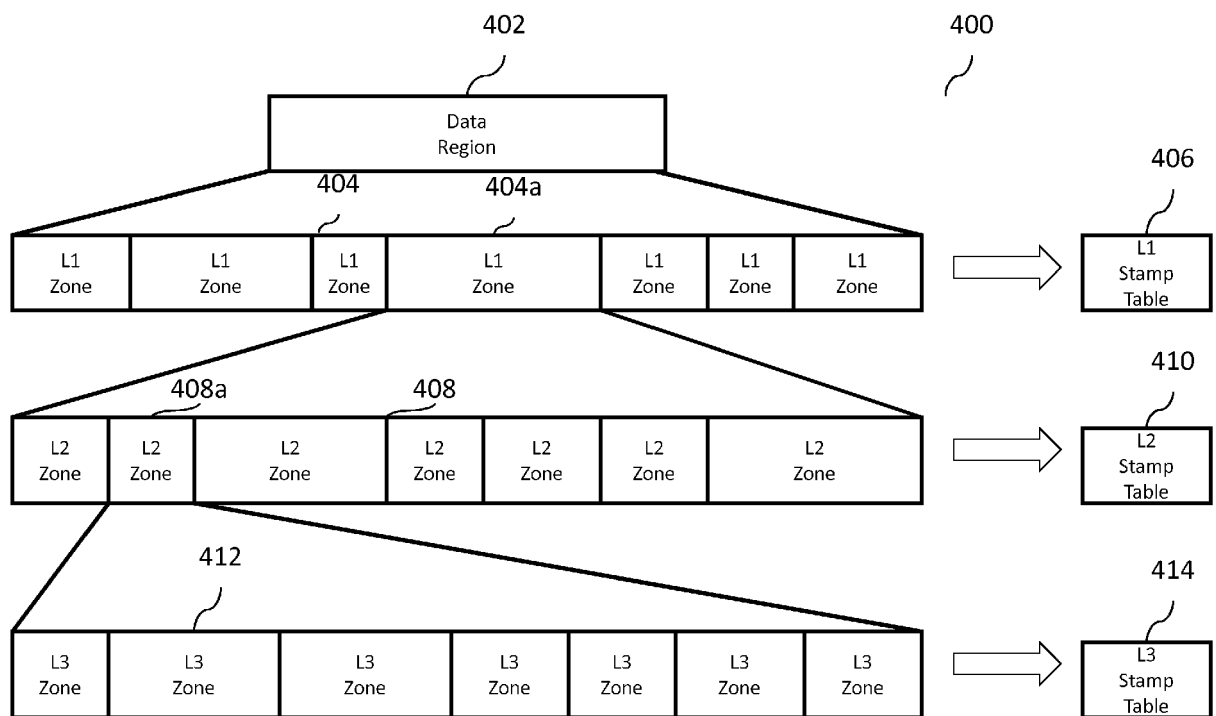 402
400
Data
Region
406
404
404a
L1
Zone
L1
Zone
L1
Zone
L1
Zone
L1
Zone
L1
Zone
L1
Zone
L1
Stamp
Table
410
408a
408
L2
Zone
L2
Zone
L2
Zone
L2
Zone
L2
Zone
L2
Zone
L2
Zone
L2
Stamp
Table
412
414
L3
Zone
L3
Zone
L3
Zone
L3
Zone
L3
Zone
L3
Zone
L3
Zone
L3
Stamp
Table